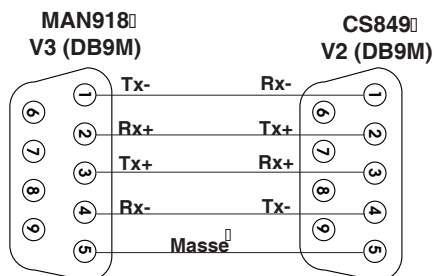 MAN918 CS849
V3 (DB9M) V2 (DB9M)
1 Tx- Rx- 1
6 6
2 Rx+ Tx+ 2
7 7
3 Tx+ Rx+ 3
8 8
4 Rx- Tx- 4
9 9
5 Masse 5